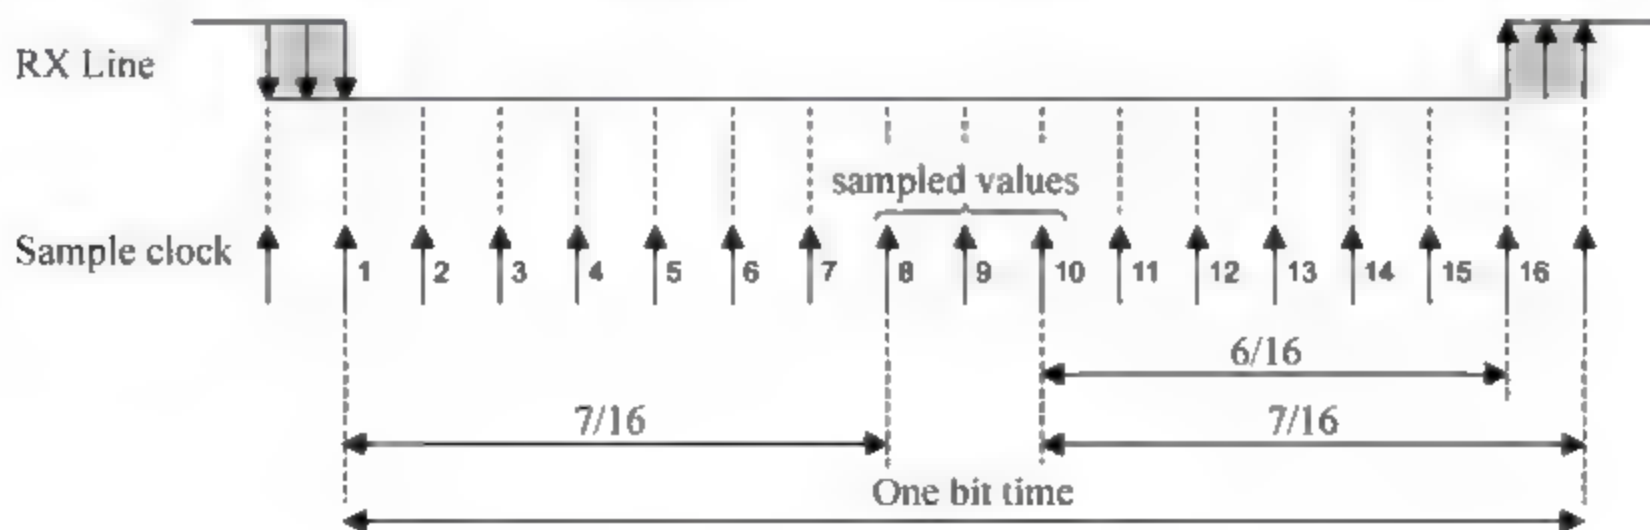 RX Line
sampled values
Sample clock
1 2 3 4 5 6 7 8 9 10 11 12 13 14 15 16
6/16
7/16 7/16
One bit time